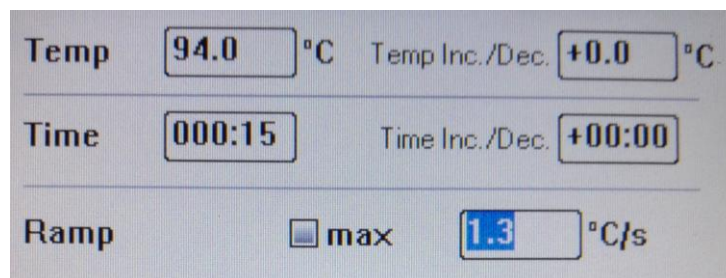 Temp 94.0 °C Temp Inc./Dec. +0.0 °C
Time 000:15 Time Inc./Dec. +00:00
Ramp max 1.3 °C/s